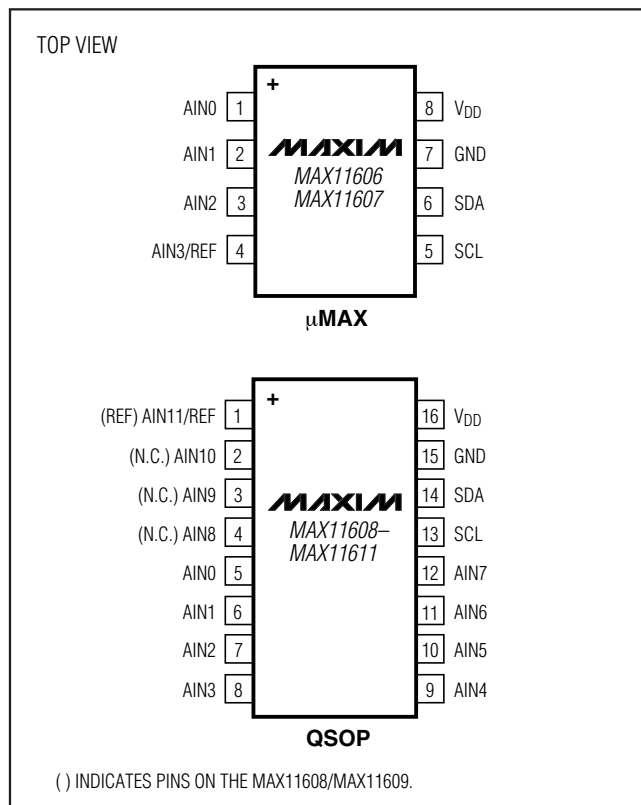 TOP VIEW
+
AIN0 1 8 VDD
AIN1 2 MAXIM 7 GND
MAX11606
AIN2 3 MAX11607 6 SDA
AIN3/REF 4 5 SCL
μMAX
+
(REF) AIN11/REF 1 16 VDD
(N.C.) AIN10 2 15 GND
(N.C.) AIN9 3 MAXIM 14 SDA
(N.C.) AIN8 4 MAX11608– 13 SCL
MAX11611
AIN0 5 12 AIN7
AIN1 6 11 AIN6
AIN2 7 10 AIN5
AIN3 8 9 AIN4
QSOP
( ) INDICATES PINS ON THE MAX11608/MAX11609.